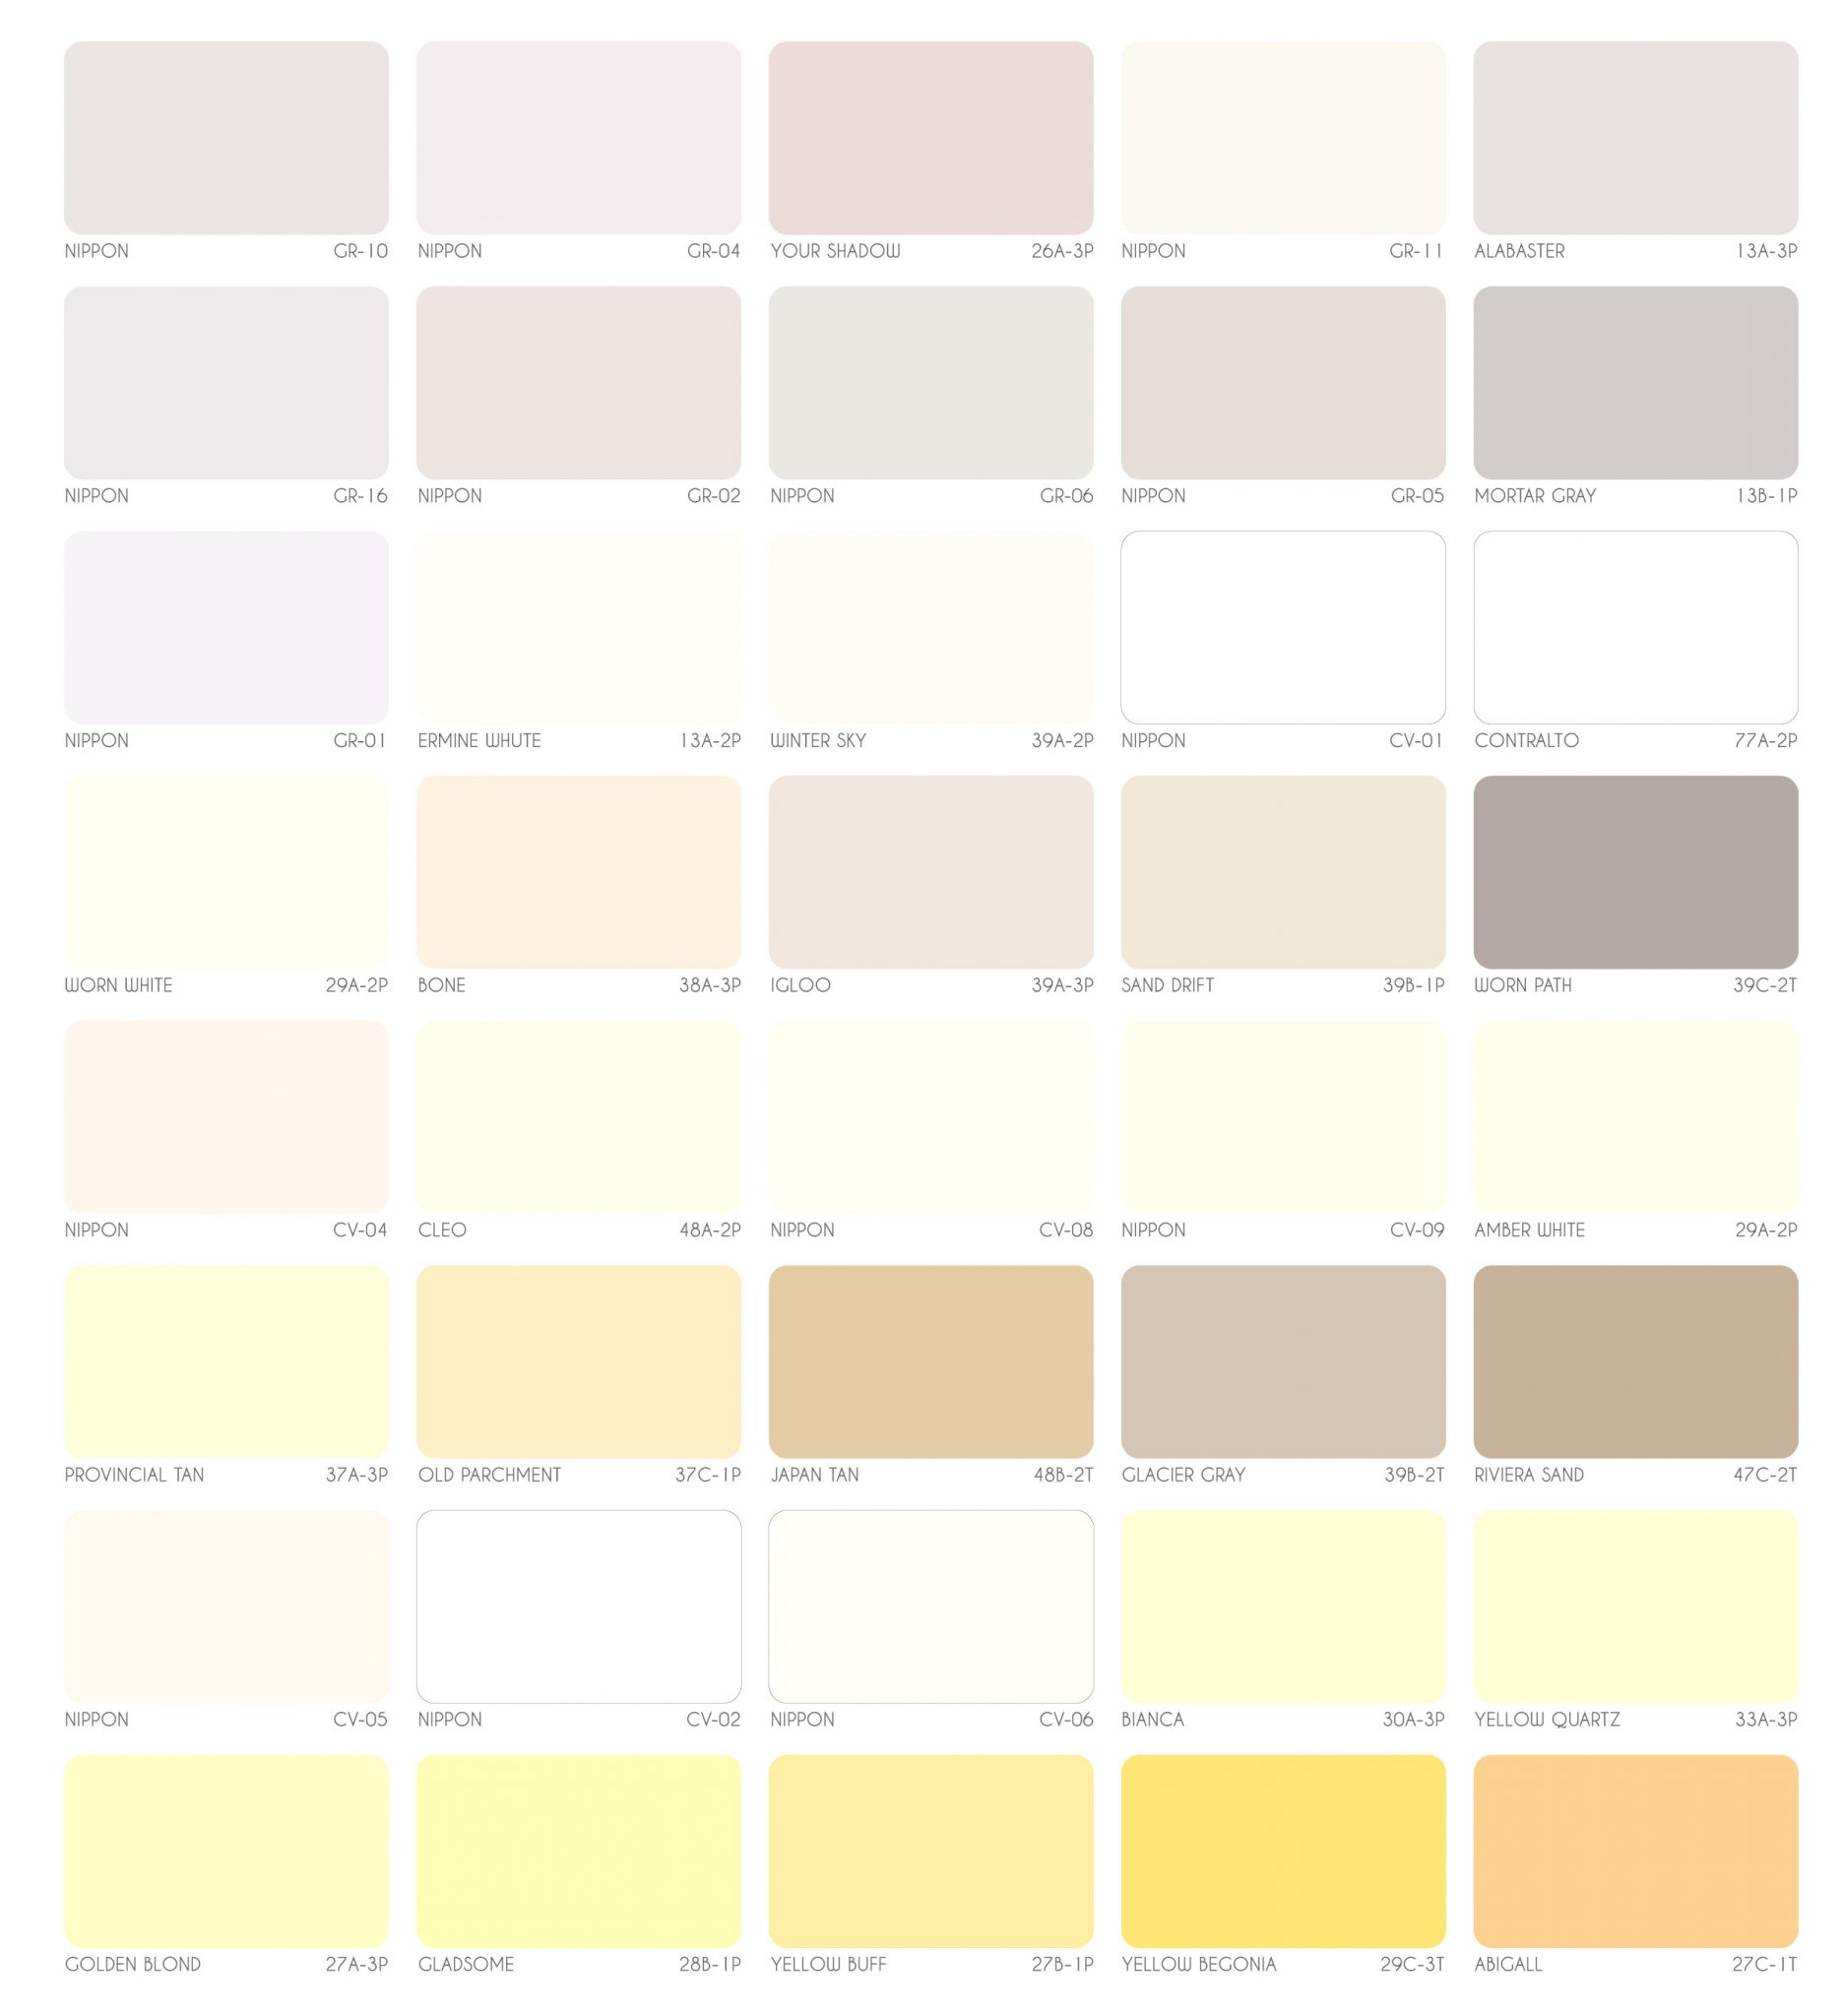 NIPPON GR-10 NIPPON GR-04 YOUR SHADOW 26A-3P NIPPON GR-11 ALABASTER 13A-3P
NIPPON GR-16 NIPPON GR-02 NIPPON GR-06 NIPPON GR-05 MORTAR GRAY 13B-1P
NIPPON GR-01 ERMINE WHUTE 13A-2P WINTER SKY 39A-2P NIPPON CV-01 CONTRALTO 77A-2P
WORN WHITE 29A-2P BONE 38A-3P IGLOO 39A-3P SAND DRIFT 39B-1P WORN PATH 39C-2T
NIPPON CV-04 CLEO 48A-2P NIPPON CV-08 NIPPON CV-09 AMBER WHITE 29A-2P
PROVINCIAL TAN 37A-3P OLD PARCHMENT 37C-1P JAPAN TAN 48B-2T GLACIER GRAY 39B-2T RIVIERA SAND 47C-2T
NIPPON CV-05 NIPPON CV-02 NIPPON CV-06 BIANCA 30A-3P YELLOW QUARTZ 33A-3P
GOLDEN BLOND 27A-3P GLADSOME 28B-1P YELLOW BUFF 27B-1P YELLOW BEGONIA 29C-3T ABIGALL 27C-1T